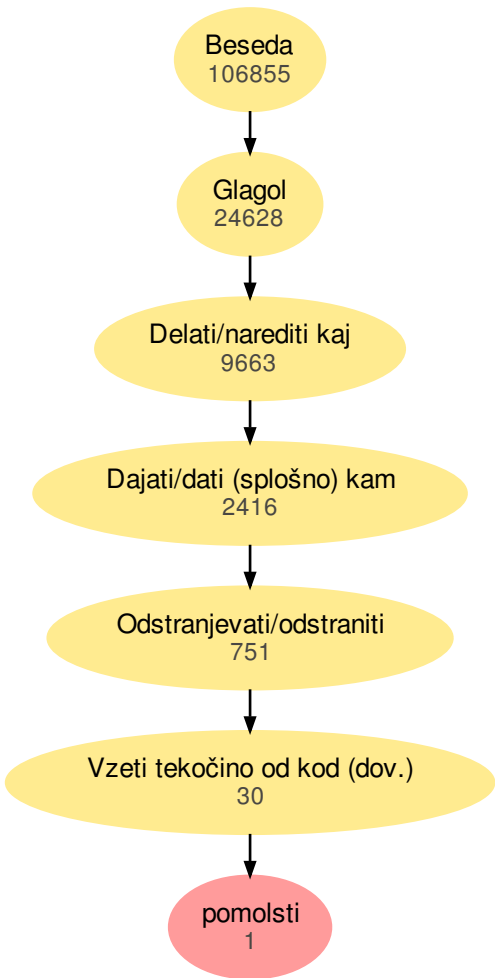 Beseda
106855
Glagol
24628
Delati/narediti kaj
9663
Dajati/dati (splošno) kam
2416
Odstranjevati/odstraniti
751
Vzeti tekočino od kod (dov.)
30
pomolsti
1